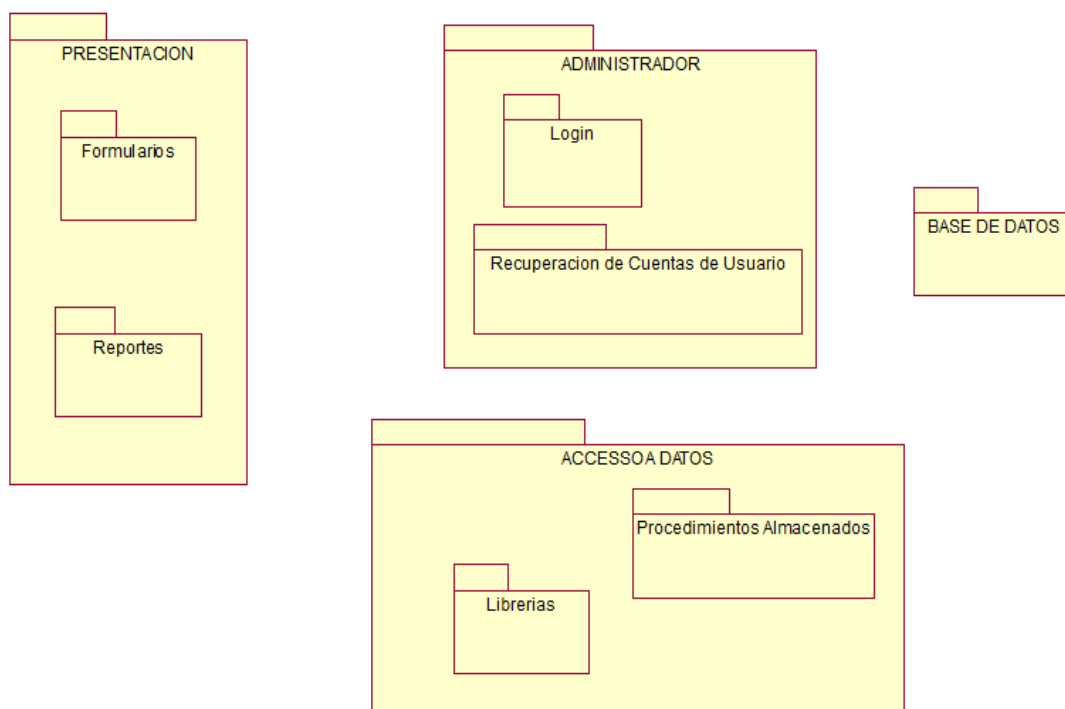 PRESENTACION
Formularios
Reportes
ADMINISTRADOR
Login
Recuperacion de Cuentas de Usuario
BASE DE DATOS
ACCESSOA DATOS
Procedimientos Almacenados
Librerias